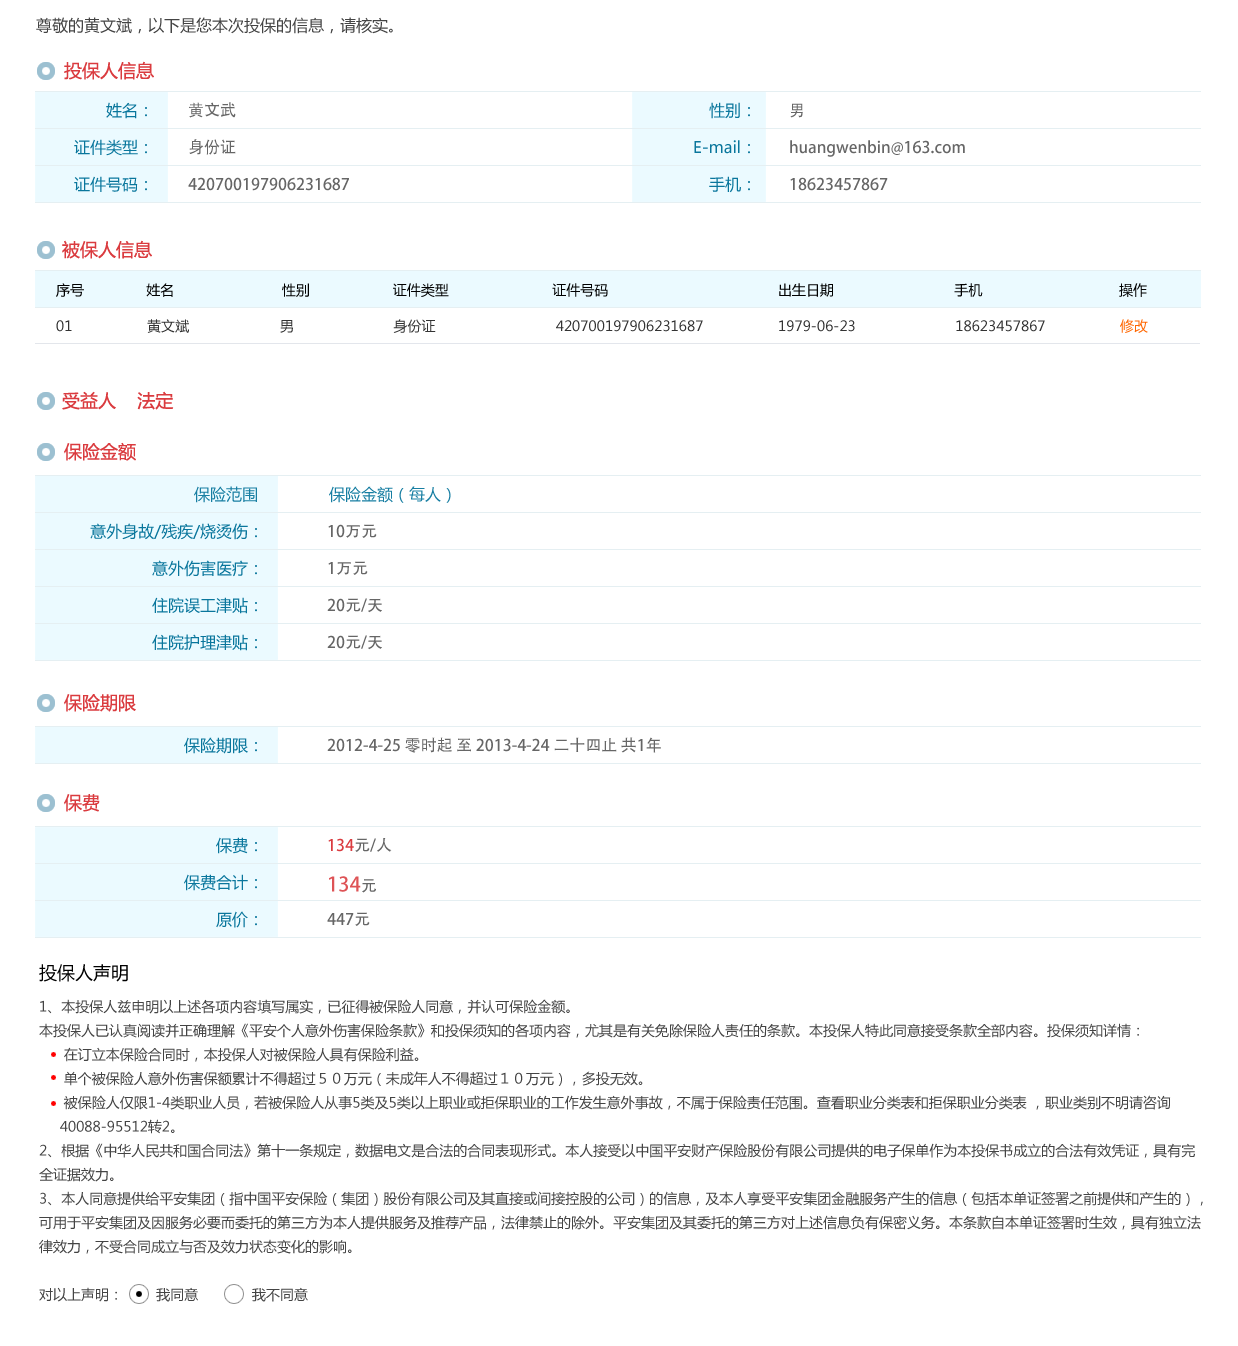 尊敬的黄文斌，以下是您本次投保的信息，请核实。
投保人信息
姓名： 黄文武 性别： 男
证件类型： 身份证 E-mail： huangwenbin@163.com
证件号码： 420700197906231687 手机： 18623457867
被保人信息
序号 姓名 性别 证件类型 证件号码 出生日期 手机 操作
01 黄文斌 男 身份证 420700197906231687 1979-06-23 18623457867 修改
受益人 法定
保险金额
保险范围 保险金额（每人）
意外身故/残疾/烧烫伤： 10万元
意外伤害医疗： 1万元
住院误工津贴： 20元/天
住院护理津贴： 20元/天
保险期限
保险期限： 2012-4-25 零时起 至 2013-4-24 二十四止 共1年
保费
保费： 134元/人
保费合计： 134元
原价： 447元
投保人声明
1、本投保人兹申明以上述各项内容填写属实，已征得被保险人同意，并认可保险金额。
本投保人已认真阅读并正确理解《平安个人意外伤害保险条款》和投保须知的各项内容，尤其是有关免除保险人责任的条款。本投保人特此同意接受条款全部内容。投保须知详情：
• 在订立本保险合同时，本投保人对被保险人具有保险利益。
• 单个被保险人意外伤害保额累计不得超过５０万元（未成年人不得超过１０万元），多投无效。
• 被保险人仅限1-4类职业人员，若被保险人从事5类及5类以上职业或拒保职业的工作发生意外事故，不属于保险责任范围。查看职业分类表和拒保职业分类表 ，职业类别不明请咨询
40088-95512转2。
2、根据《中华人民共和国合同法》第十一条规定，数据电文是合法的合同表现形式。本人接受以中国平安财产保险股份有限公司提供的电子保单作为本投保书成立的合法有效凭证，具有完
全证据效力。
3、本人同意提供给平安集团（指中国平安保险（集团）股份有限公司及其直接或间接控股的公司）的信息，及本人享受平安集团金融服务产生的信息（包括本单证签署之前提供和产生的），
可用于平安集团及因服务必要而委托的第三方为本人提供服务及推荐产品，法律禁止的除外。平安集团及其委托的第三方对上述信息负有保密义务。本条款自本单证签署时生效，具有独立法
律效力，不受合同成立与否及效力状态变化的影响。
对以上声明： 我同意 我不同意